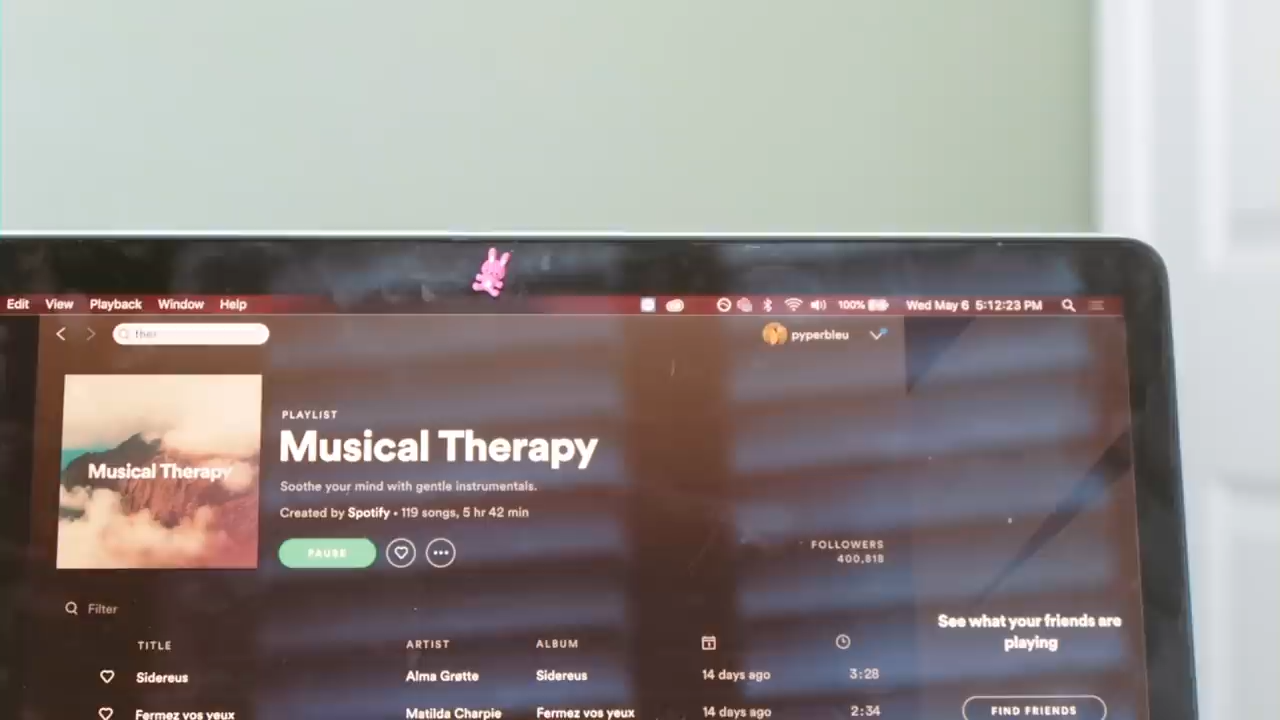 Edit View Playback Window Help 100% Wed May 6 5:12:23 PM
ther
pyperbleu
Musical Therapy
PLAYLIST
Musical Therapy
Soothe your mind with gentle instrumentals.
Created by Spotify • 119 songs, 5 hr 42 min
PAUSE
FOLLOWERS
400,818
Filter
TITLE ARTIST ALBUM
Sidereus Alma Grøtte Sidereus 14 days ago 3:28
Fermez vos yeux Matilda Charpie Fermez vos yeux 14 days ago 2:34
See what your friends are
playing
FIND FRIENDS